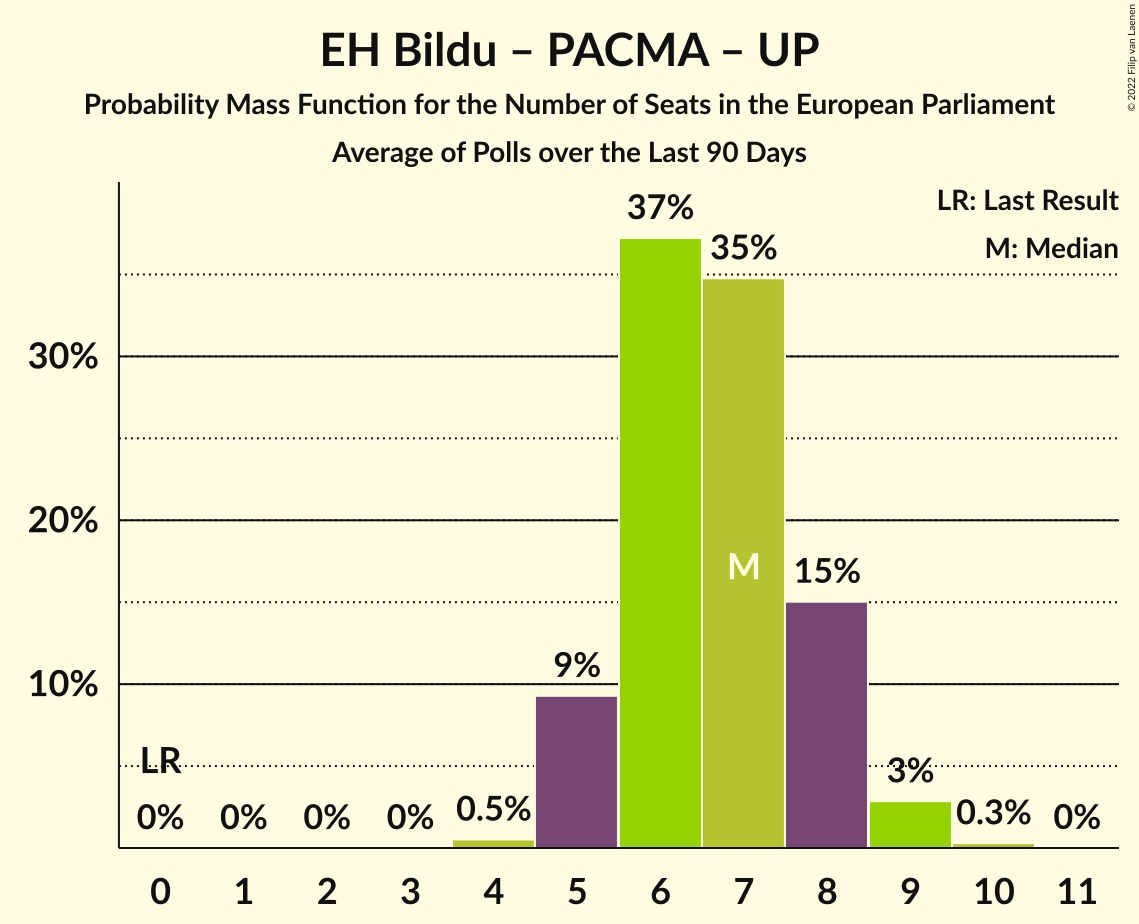 EH Bildu – PACMA – UP
Probability Mass Function for the Number of Seats in the European Parliament
Average of Polls over the Last 90 Days
© 2022 Filip van Laenen
LR: Last Result
M: Median
37%
35%
30%
20%
M
15%
10%
9%
LR
3%
0%
0%
0%
0%
0.5%
0.3%
0%
0 1 2 3 4 5 6 7 8 9 10 11